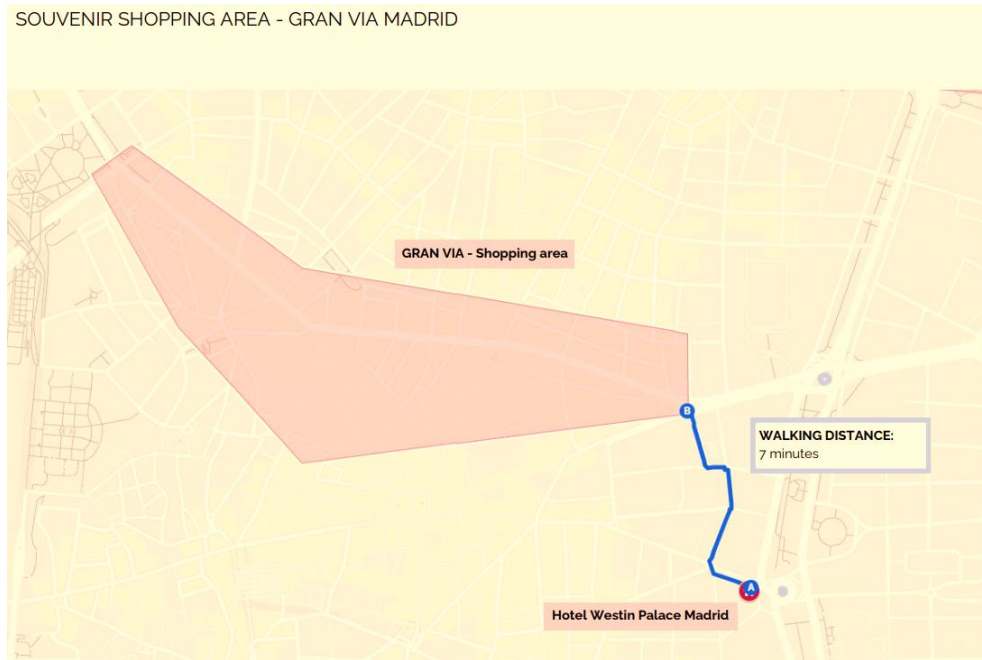 SOUVENIR SHOPPING AREA - GRAN VIA MADRID
GRAN VIA - Shopping area
B
WALKING DISTANCE:
7 minutes
A
Hotel Westin Palace Madrid